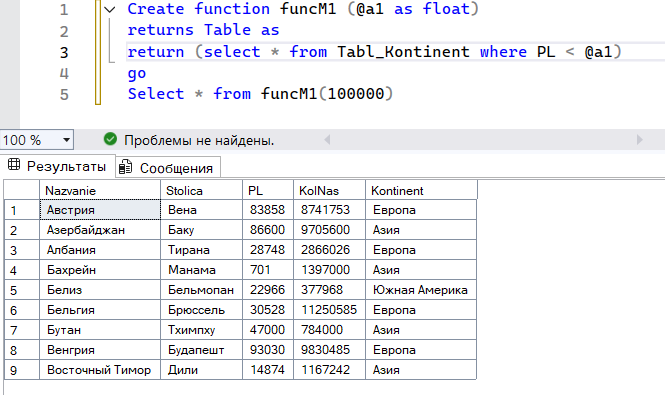 1 Create function funcM1 (@a1 as float)
2 returns Table as
3 return (select * from Tabl_Kontinent where PL < @a1)
4 go
5 Select * from funcM1(100000)
100 % Проблемы не найдены.
Результаты Сообщения
Nazvanie Stolica PL KolNas Kontinent
1 Австрия Вена 83858 8741753 Европа
2 Азербайджан Баку 86600 9705600 Азия
3 Албания Тирана 28748 2866026 Европа
4 Бахрейн Манама 701 1397000 Азия
5 Белиз Бельмопан 22966 377968 Южная Америка
6 Бельгия Брюссель 30528 11250585 Европа
7 Бутан Тхимпху 47000 784000 Азия
8 Венгрия Будапешт 93030 9830485 Европа
9 Восточный Тимор Дили 14874 1167242 Азия